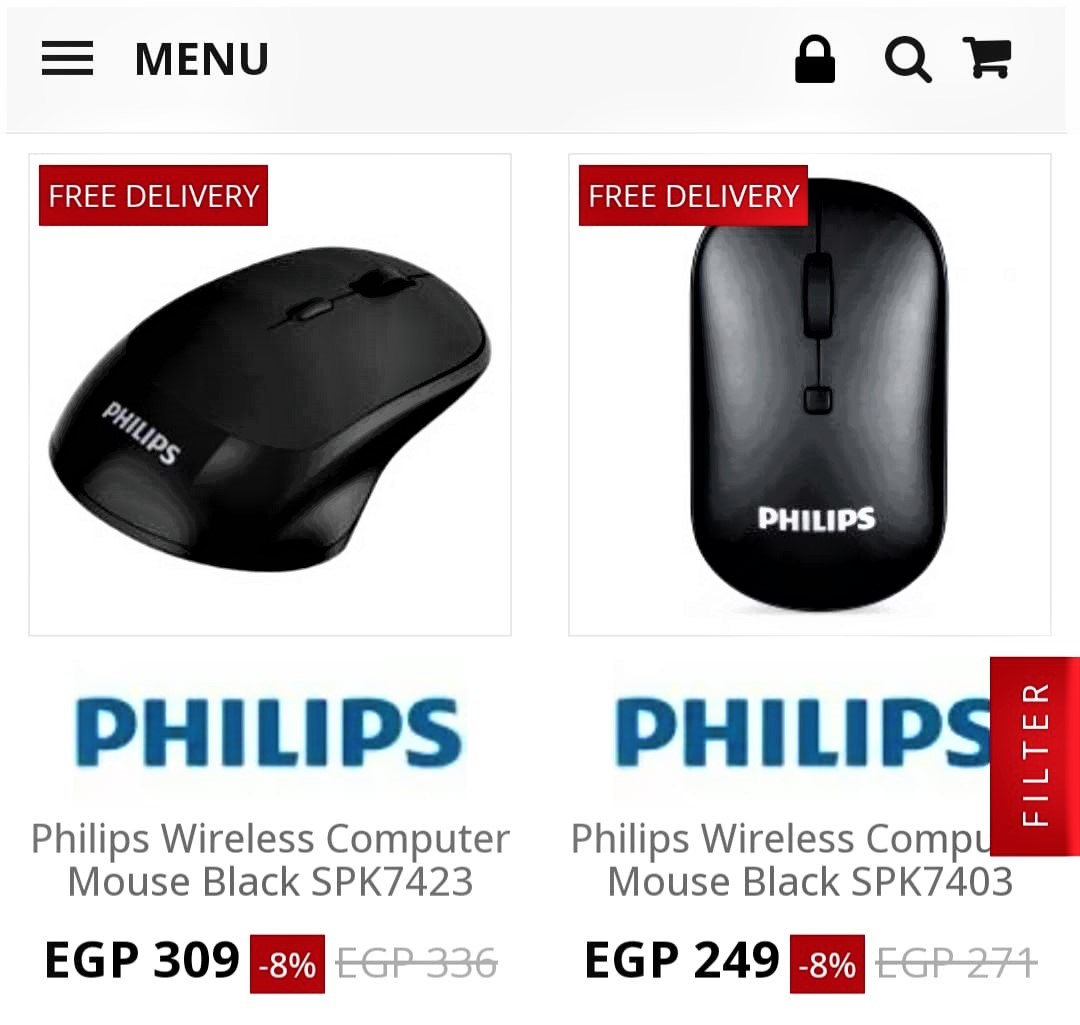 MENU
FREE DELIVERY
PHILIPS
PHILIPS
Philips Wireless Computer
Mouse Black SPK7423
EGP 309 -8% EGP 336
FREE DELIVERY
PHILIPS
PHILIPS
FILTER
Philips Wireless Compu
Mouse Black SPK7403
EGP 249 -8% EGP 271